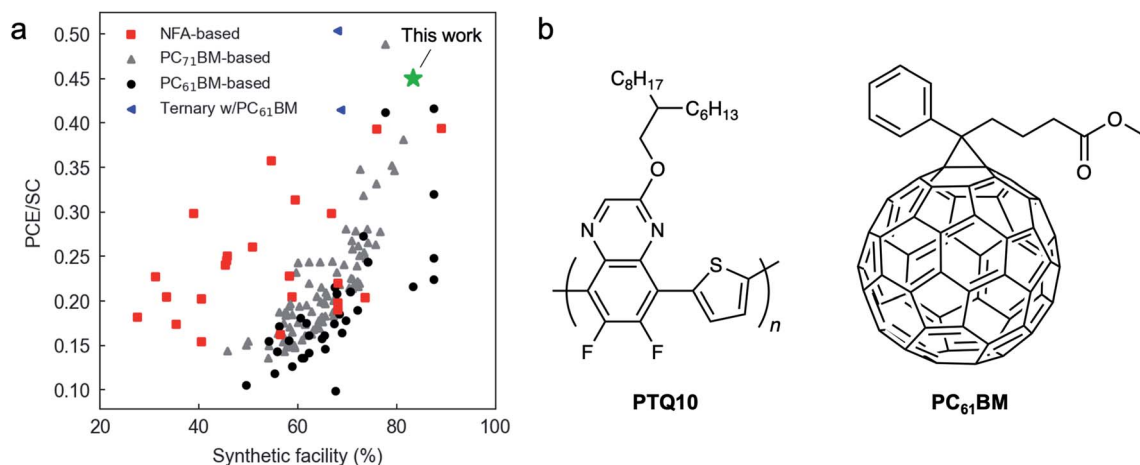 a
PCE/SC
0.50
0.45
0.40
0.35
0.30
0.25
0.20
0.15
0.10
NFA-based
PC₇₁BM-based
PC₆₁BM-based
Ternary w/PC₆₁BM
This work
20
40
60
80
100
Synthetic facility (%)
b
C₈H₁₇
C₆H₁₃
O
N
N
S
n
F
F
PTQ10
O
O
PC₆₁BM